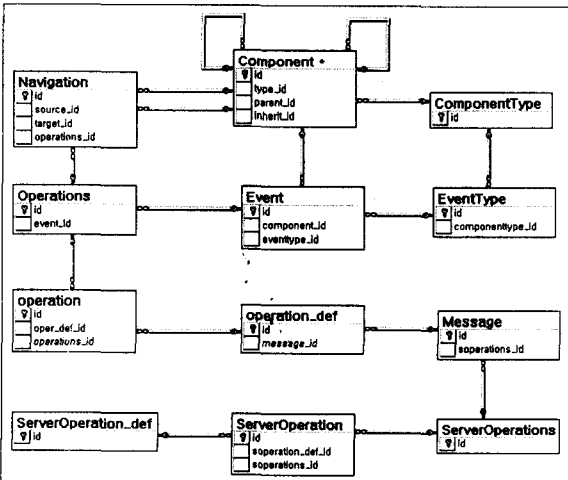 Component
id
type_id
parent_id
inherit_id
Navigation
id
source_id
target_id
operations_id
ComponentType
id
Operations
id
event_id
Event
id
component_id
eventtype_id
EventType
id
componenttype_id
operation
id
oper_def_id
operations_id
operation_def
id
message_id
Message
id
soperations_id
ServerOperation_def
id
ServerOperation
id
soperation_def_id
soperations_id
ServerOperations
id